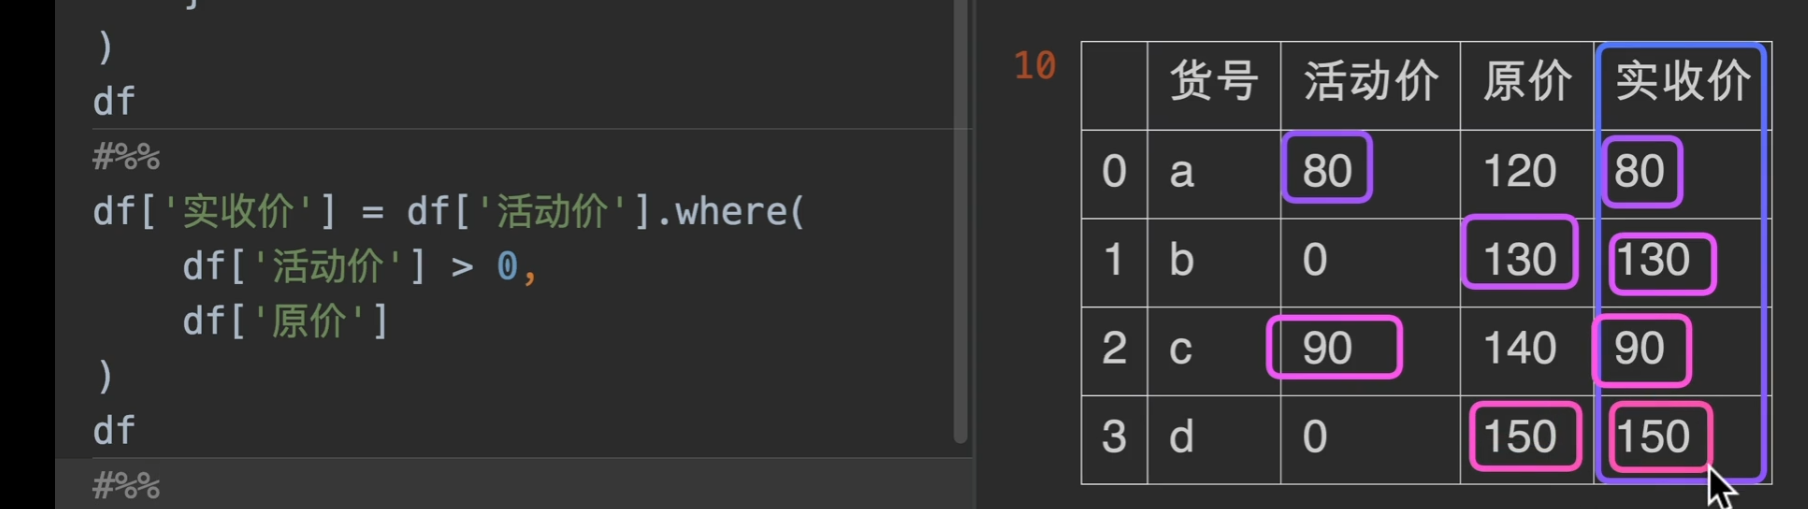 )
df
#%%
df['实收价'] = df['活动价'].where(
    df['活动价'] > 0,
    df['原价']
)
df
#%%
10
货号 活动价 原价 实收价
0 a 80 120 80
1 b 0 130 130
2 c 90 140 90
3 d 0 150 150